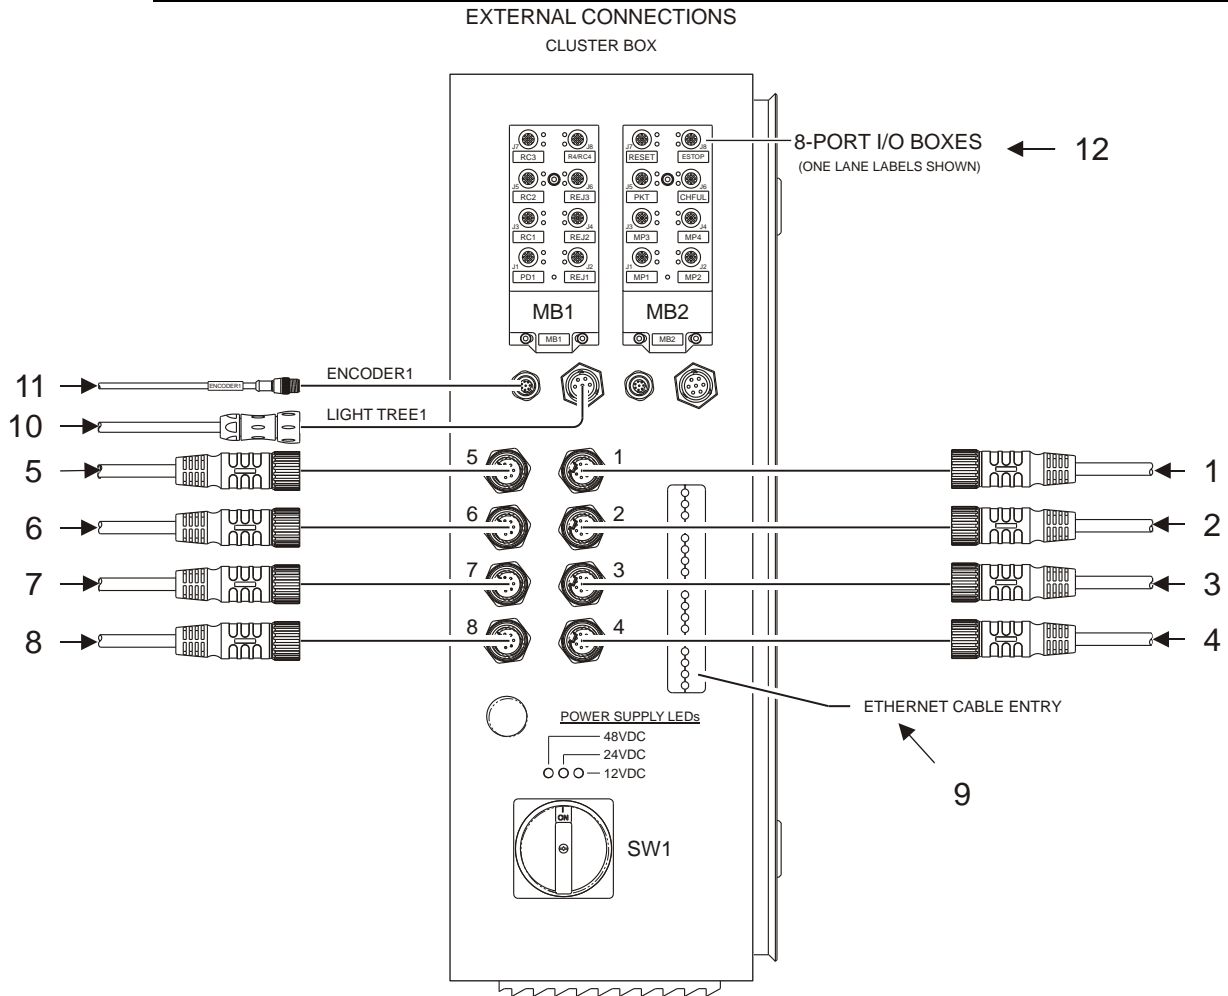 EXTERNAL CONNECTIONS
CLUSTER BOX
8-PORT I/O BOXES
(ONE LANE LABELS SHOWN)
12
J7 J8 J7 J8
RC3 R4/RC4 RESET ESTOP
J5 J6 J5 J6
RC2 REJ3 PKT CHFUL
J3 J4 J3 J4
RC1 REJ2 MP3 MP4
J1 J2 J1 J2
PD1 REJ1 MP1 MP2
MB1 MB2
MB1 MB2
11 ENCODER1 ENCODER1
10 LIGHT TREE1
5 5 1 1
6 6 2 2
7 7 3 3
8 8 4 4
ETHERNET CABLE ENTRY
9
POWER SUPPLY LEDs
48VDC
24VDC
12VDC
I
ON
SW1